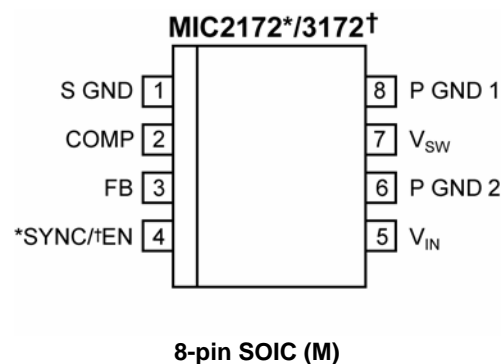 MIC2172*/3172†
S GND 1
COMP 2
FB 3
*SYNC/†EN 4
8 P GND 1
7 VSW
6 P GND 2
5 VIN
8-pin SOIC (M)